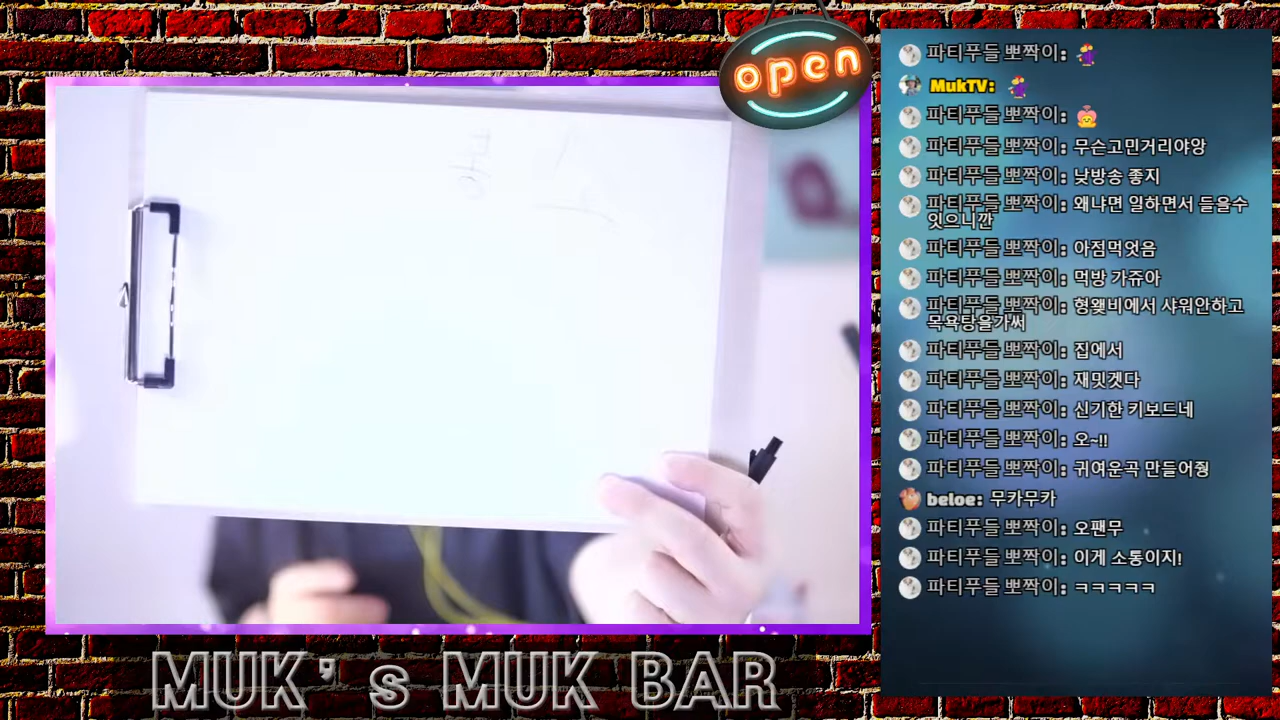 open
파티푸들 뽀짝이:
MukTV:
파티푸들 뽀짝이:
파티푸들 뽀짝이: 무슨고민거리야앙
파티푸들 뽀짝이: 낮방송 좋지
파티푸들 뽀짝이: 왜냐면 일하면서 들을수
잇으니깐
파티푸들 뽀짝이: 아점먹엇음
파티푸들 뽀짝이: 먹방 가쥬아
파티푸들 뽀짝이: 형웿비에서 샤워안하고
목욕탕을가써
파티푸들 뽀짝이: 집에서
파티푸들 뽀짝이: 재밋겟다
파티푸들 뽀짝이: 신기한 키보드네
파티푸들 뽀짝이: 오~!!
파티푸들 뽀짝이: 귀여운곡 만들어줭
beloe: 무카무카
파티푸들 뽀짝이: 오팬무
파티푸들 뽀짝이: 이게 소통이지!
파티푸들 뽀짝이: ㅋㅋㅋㅋㅋ
MUK's MUK BAR